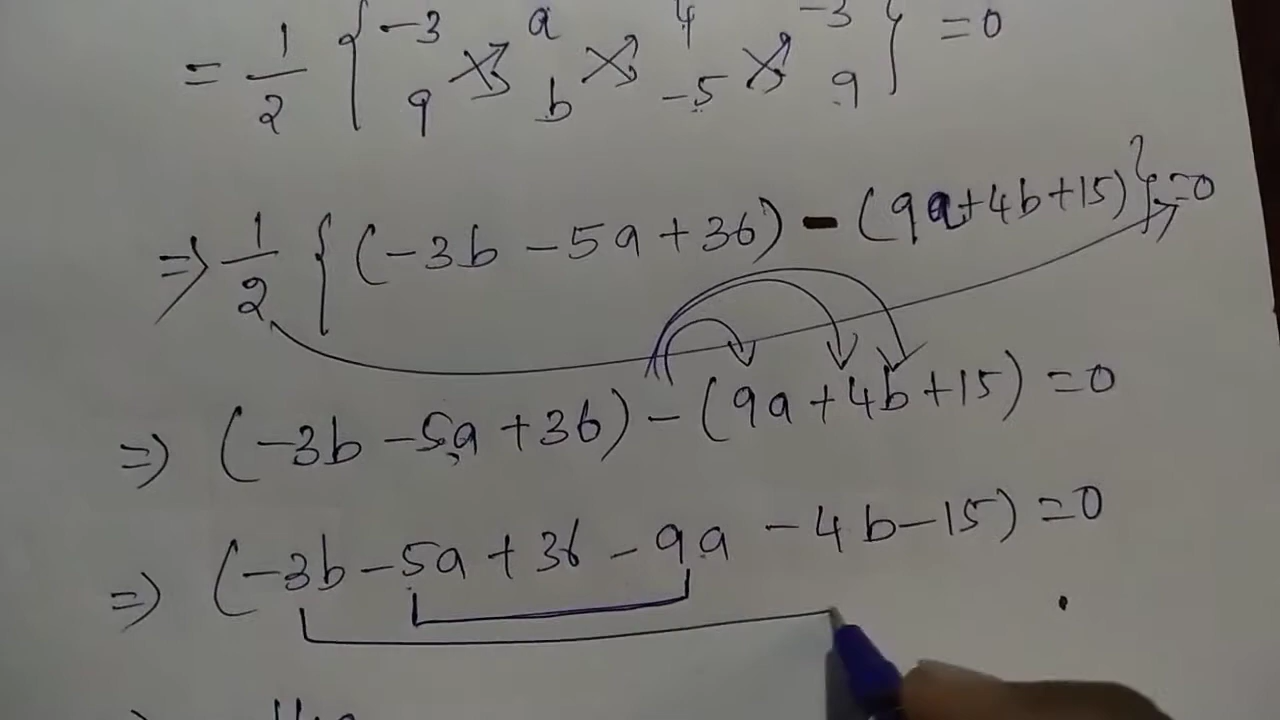 = 1/2 { -3 a 4 -3
9 b -5 9 } = 0
⇒ 1/2 { (-3b - 5a + 36) - (9a + 4b + 15) } = 0
⇒ (-3b - 5a + 36) - (9a + 4b + 15) = 0
⇒ (-3b - 5a + 36 - 9a - 4b - 15) = 0